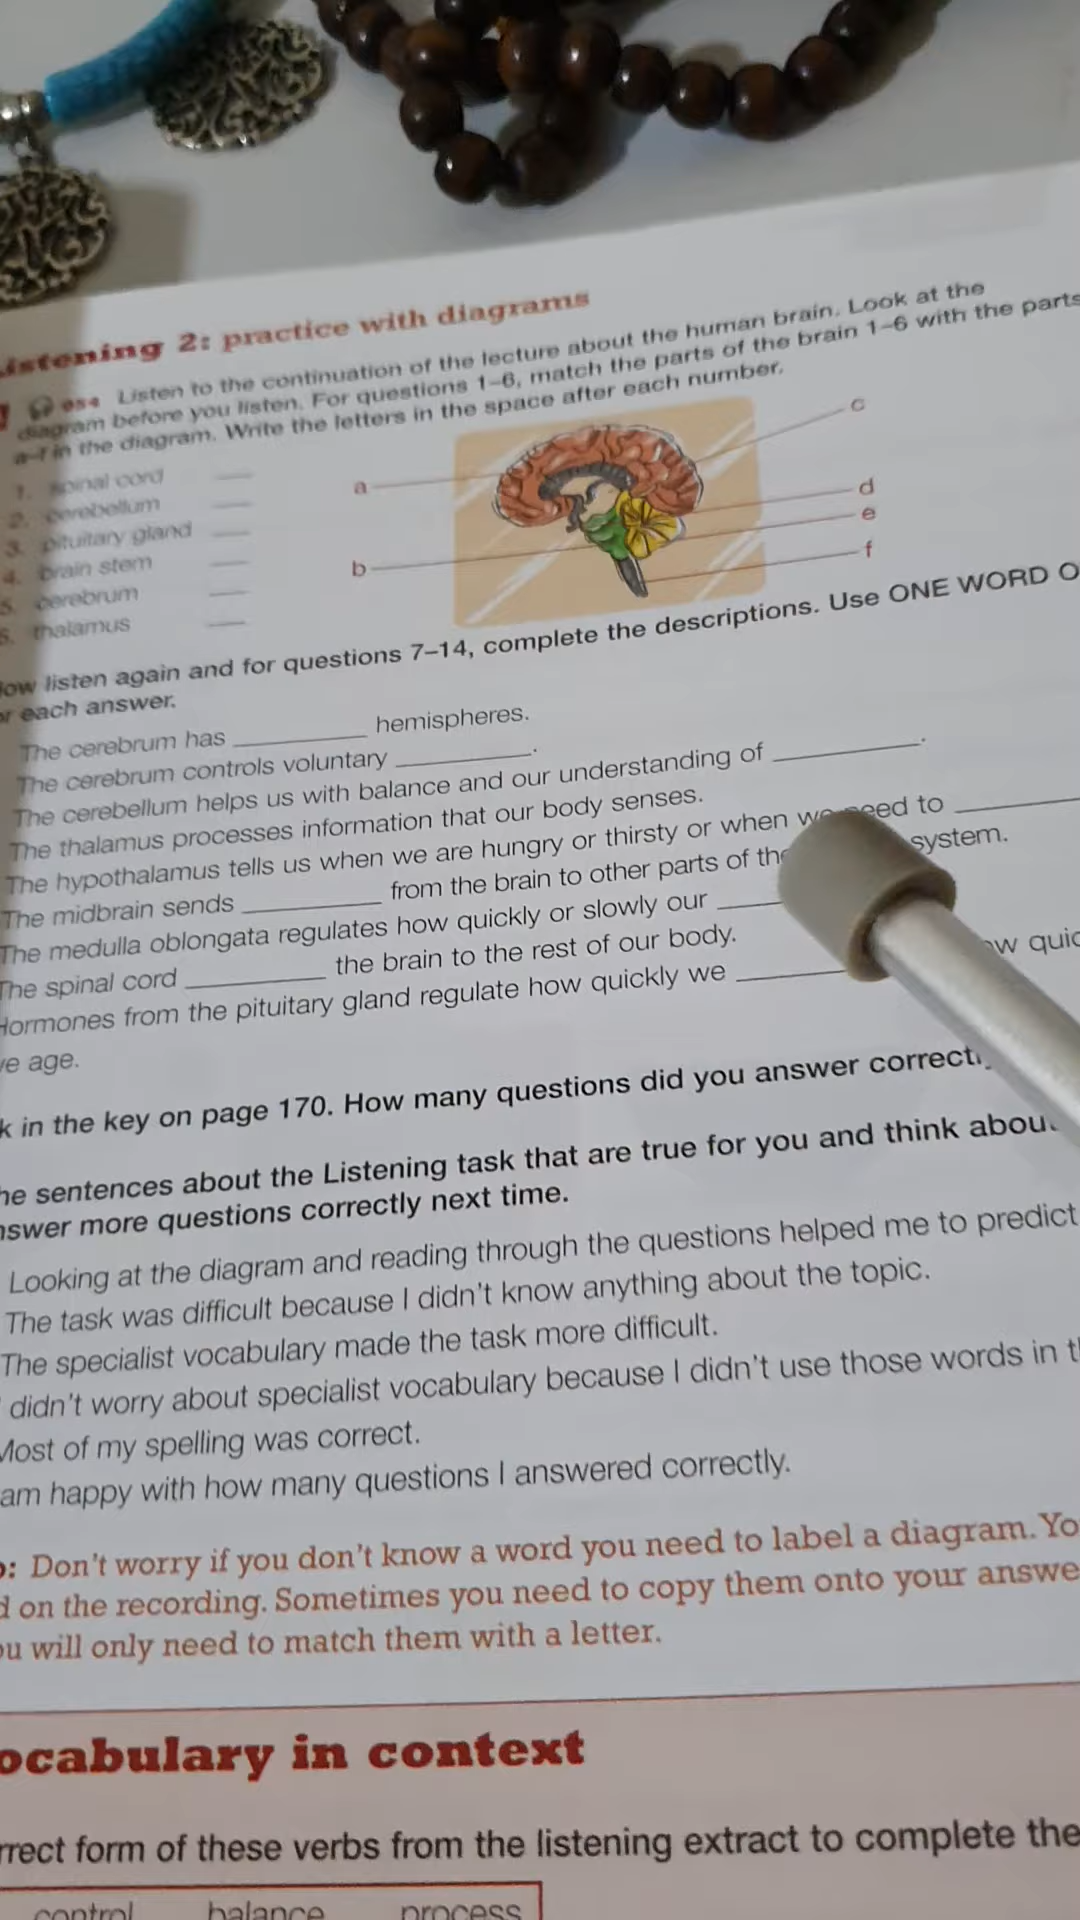 istening 2: practice with diagrams
054 Listen to the continuation of the lecture about the human brain. Look at the
diagram before you listen. For questions 1–6, match the parts of the brain 1–6 with the parts
a–f in the diagram. Write the letters in the space after each number.
1. spinal cord
2. cerebellum
3. pituitary gland
4. brain stem
5. cerebrum
6. thalamus
a
b
c
d
e
f
ow listen again and for questions 7–14, complete the descriptions. Use ONE WORD O
or each answer.
The cerebrum has ________ hemispheres.
The cerebrum controls voluntary ________.
The cerebellum helps us with balance and our understanding of ________.
The thalamus processes information that our body senses.
The hypothalamus tells us when we are hungry or thirsty or when we need to ________
The midbrain sends ________ from the brain to other parts of the system.
The medulla oblongata regulates how quickly or slowly our ________
The spinal cord ________ the brain to the rest of our body.
Hormones from the pituitary gland regulate how quickly we ________ ow quic
ve age.
k in the key on page 170. How many questions did you answer correctl
he sentences about the Listening task that are true for you and think about
nswer more questions correctly next time.
Looking at the diagram and reading through the questions helped me to predict
The task was difficult because I didn't know anything about the topic.
The specialist vocabulary made the task more difficult.
I didn't worry about specialist vocabulary because I didn't use those words in t
Most of my spelling was correct.
am happy with how many questions I answered correctly.
p: Don't worry if you don't know a word you need to label a diagram. Yo
d on the recording. Sometimes you need to copy them onto your answe
ou will only need to match them with a letter.
ocabulary in context
rrect form of these verbs from the listening extract to complete the
control balance process